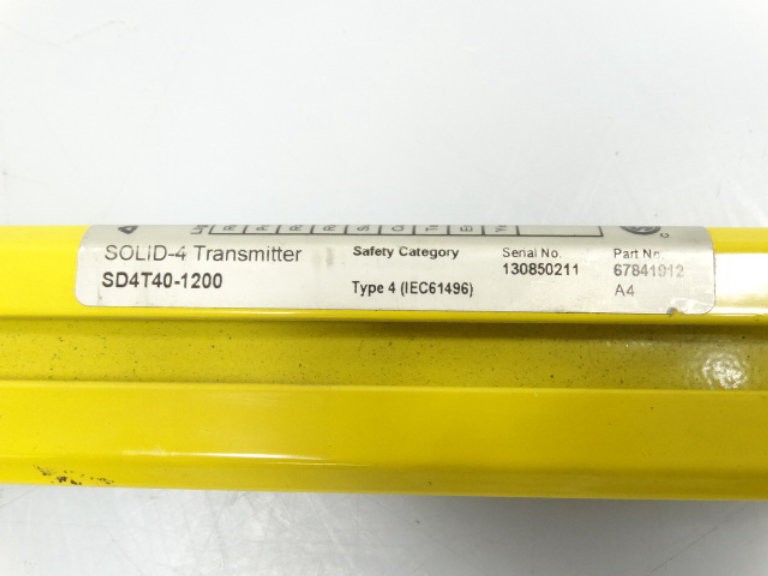 SOLID-4 Transmitter
SD4T40-1200
Safety Category
Type 4 (IEC61496)
Serial No.
130850211
Part No.
67841912
A4